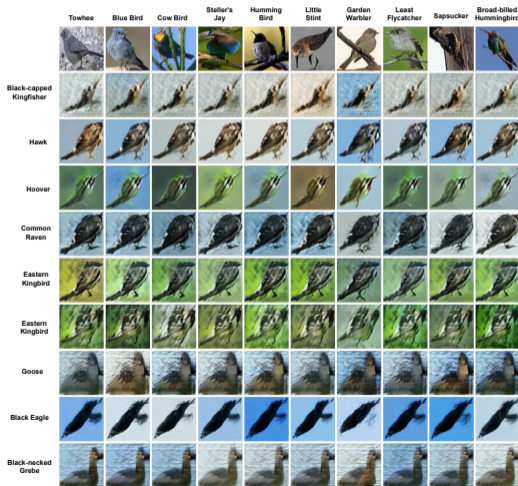 Towhee
Blue Bird
Cow Bird
Steller's
Jay
Humming
Bird
Little
Stint
Garden
Warbler
Least
Flycatcher
Sapsucker
Broad-billed
Hummingbird
Black-capped
Kingfisher
Hawk
Hoover
Common
Raven
Eastern
Kingbird
Eastern
Kingbird
Goose
Black Eagle
Black-necked
Grebe